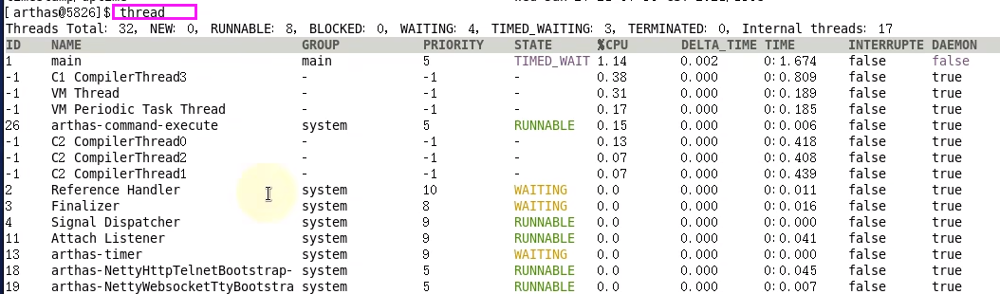 [arthas@5826]$ thread
Threads Total: 32, NEW: 0, RUNNABLE: 8, BLOCKED: 0, WAITING: 4, TIMED_WAITING: 3, TERMINATED: 0, Internal threads: 17
ID NAME GROUP PRIORITY STATE %CPU DELTA_TIME TIME INTERRUPTE DAEMON
1 main main 5 TIMED_WAIT 1.14 0.002 0:1.674 false false
-1 C1 CompilerThread3 - -1 - 0.38 0.000 0:0.809 false true
-1 VM Thread - -1 - 0.31 0.000 0:0.189 false true
-1 VM Periodic Task Thread - -1 - 0.17 0.000 0:0.185 false true
26 arthas-command-execute system 5 RUNNABLE 0.15 0.000 0:0.006 false true
-1 C2 CompilerThread0 - -1 - 0.13 0.000 0:0.418 false true
-1 C2 CompilerThread2 - -1 - 0.07 0.000 0:0.408 false true
-1 C2 CompilerThread1 - -1 - 0.07 0.000 0:0.439 false true
2 Reference Handler system 10 WAITING 0.0 0.000 0:0.011 false true
3 Finalizer system 8 WAITING 0.0 0.000 0:0.016 false true
4 Signal Dispatcher system 9 RUNNABLE 0.0 0.000 0:0.000 false true
11 Attach Listener system 9 RUNNABLE 0.0 0.000 0:0.041 false true
13 arthas-timer system 9 WAITING 0.0 0.000 0:0.000 false true
18 arthas-NettyHttpTelnetBootstrap- system 5 RUNNABLE 0.0 0.000 0:0.045 false true
19 arthas-NettyWebsocketTtyBootstra system 5 RUNNABLE 0.0 0.000 0:0.007 false true